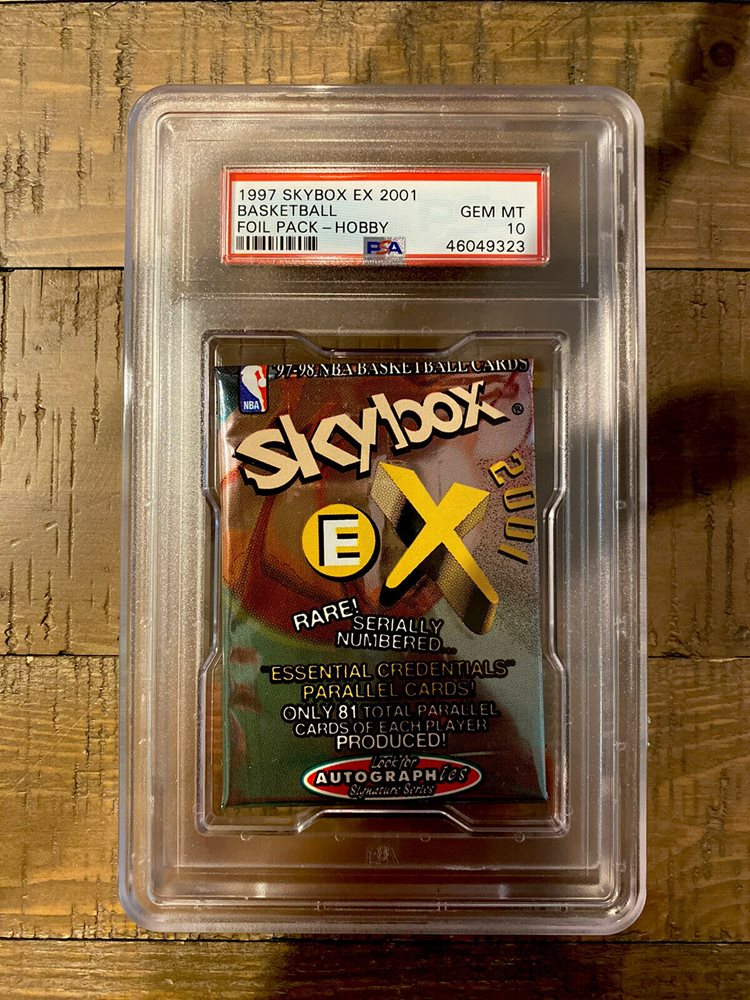 1997 SKYBOX EX 2001
BASKETBALL GEM MT
FOIL PACK – HOBBY 10
PSA 46049323
'97-98 NBA BASKETBALL CARDS
NBA
SkyBox ®
2001
EX
RARE! SERIALLY
NUMBERED...
"ESSENTIAL CREDENTIALS"
PARALLEL CARDS!
ONLY 81 TOTAL PARALLEL
CARDS OF EACH PLAYER
PRODUCED!
Look for
AUTOGRAPHics
Signature Series
PSA